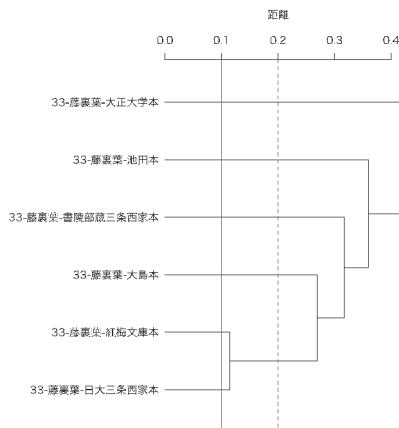 距離
0.0 0.1 0.2 0.3 0.4
33-藤裏葉-大正大学本
33-藤裏葉-池田本
33-藤裏葉-書陵部蔵三条西家本
33-藤裏葉-大島本
33-藤裏葉-紅梅文庫本
33-藤裏葉-日大三条西家本